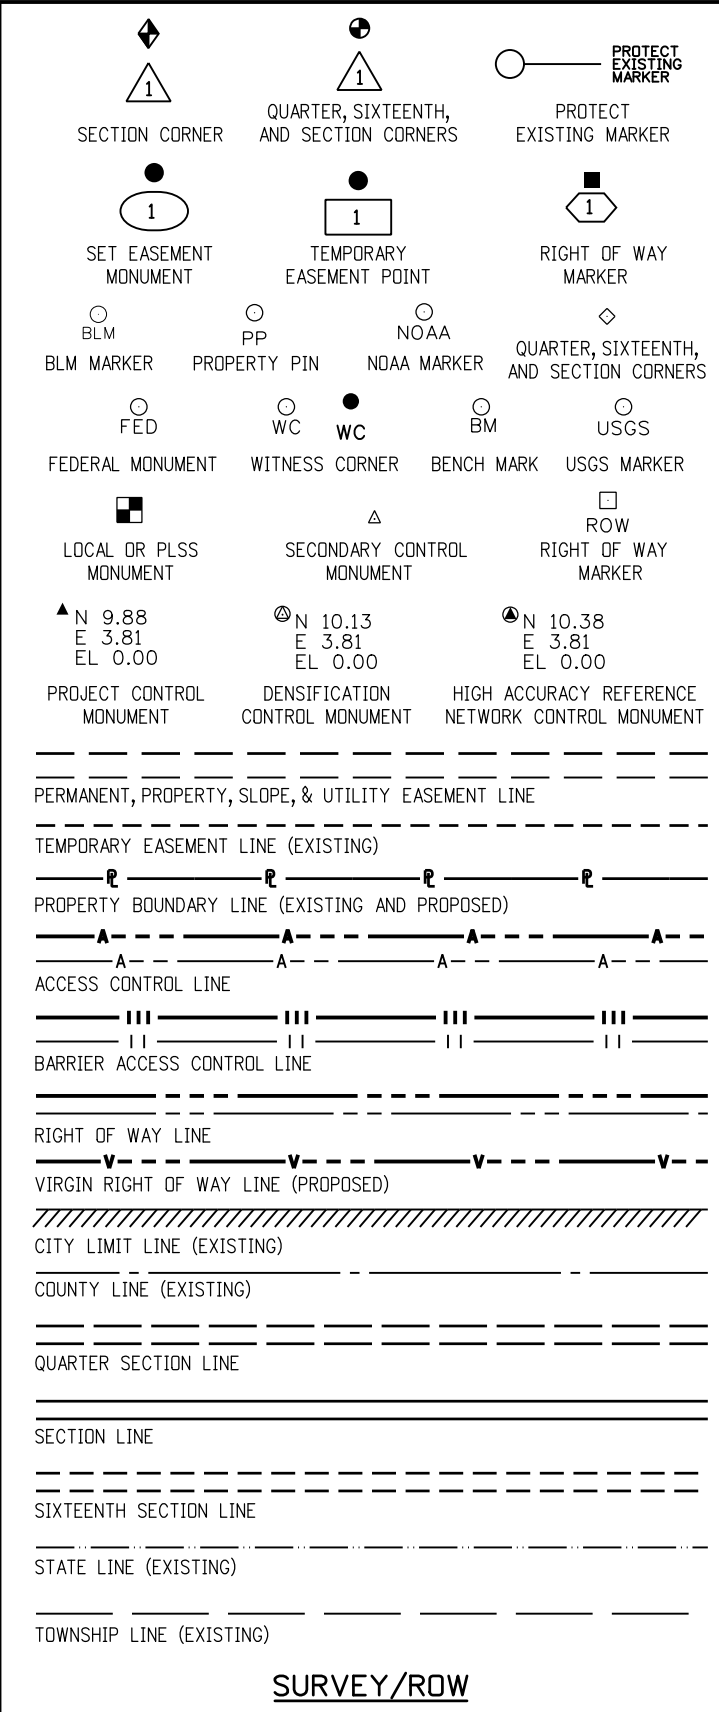 PROTECT
EXISTING
MARKER
1
1
SECTION CORNER
QUARTER, SIXTEENTH,
AND SECTION CORNERS
PROTECT
EXISTING MARKER
1
1
1
SET EASEMENT
MONUMENT
TEMPORARY
EASEMENT POINT
RIGHT OF WAY
MARKER
BLM
PP
NOAA
BLM MARKER
PROPERTY PIN
NOAA MARKER
QUARTER, SIXTEENTH,
AND SECTION CORNERS
FED
WC
WC
BM
USGS
FEDERAL MONUMENT
WITNESS CORNER
BENCH MARK
USGS MARKER
ROW
LOCAL OR PLSS
MONUMENT
SECONDARY CONTROL
MONUMENT
RIGHT OF WAY
MARKER
N 9.88
E 3.81
EL 0.00
N 10.13
E 3.81
EL 0.00
N 10.38
E 3.81
EL 0.00
PROJECT CONTROL
MONUMENT
DENSIFICATION
CONTROL MONUMENT
HIGH ACCURACY REFERENCE
NETWORK CONTROL MONUMENT
PERMANENT, PROPERTY, SLOPE, & UTILITY EASEMENT LINE
TEMPORARY EASEMENT LINE (EXISTING)
PL PL PL PL
PROPERTY BOUNDARY LINE (EXISTING AND PROPOSED)
A A A A
A A A A
ACCESS CONTROL LINE
BARRIER ACCESS CONTROL LINE
RIGHT OF WAY LINE
V V V V
VIRGIN RIGHT OF WAY LINE (PROPOSED)
CITY LIMIT LINE (EXISTING)
COUNTY LINE (EXISTING)
QUARTER SECTION LINE
SECTION LINE
SIXTEENTH SECTION LINE
STATE LINE (EXISTING)
TOWNSHIP LINE (EXISTING)
SURVEY/ROW